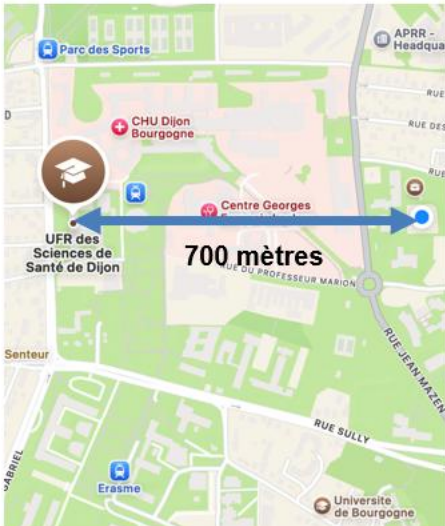 APRR -
Headqua
Parc des Sports
RUE
D
CHU Dijon
Bourgogne
RUE DES
RUE
Centre Georges
UFR des
Sciences de
Santé de Dijon
700 mètres
RUE DU PROFESSEUR MARION
Senteur
RUE JEAN MAZEN
RUE SULLY
GABRIEL
Erasme
Université
de Bourgogne